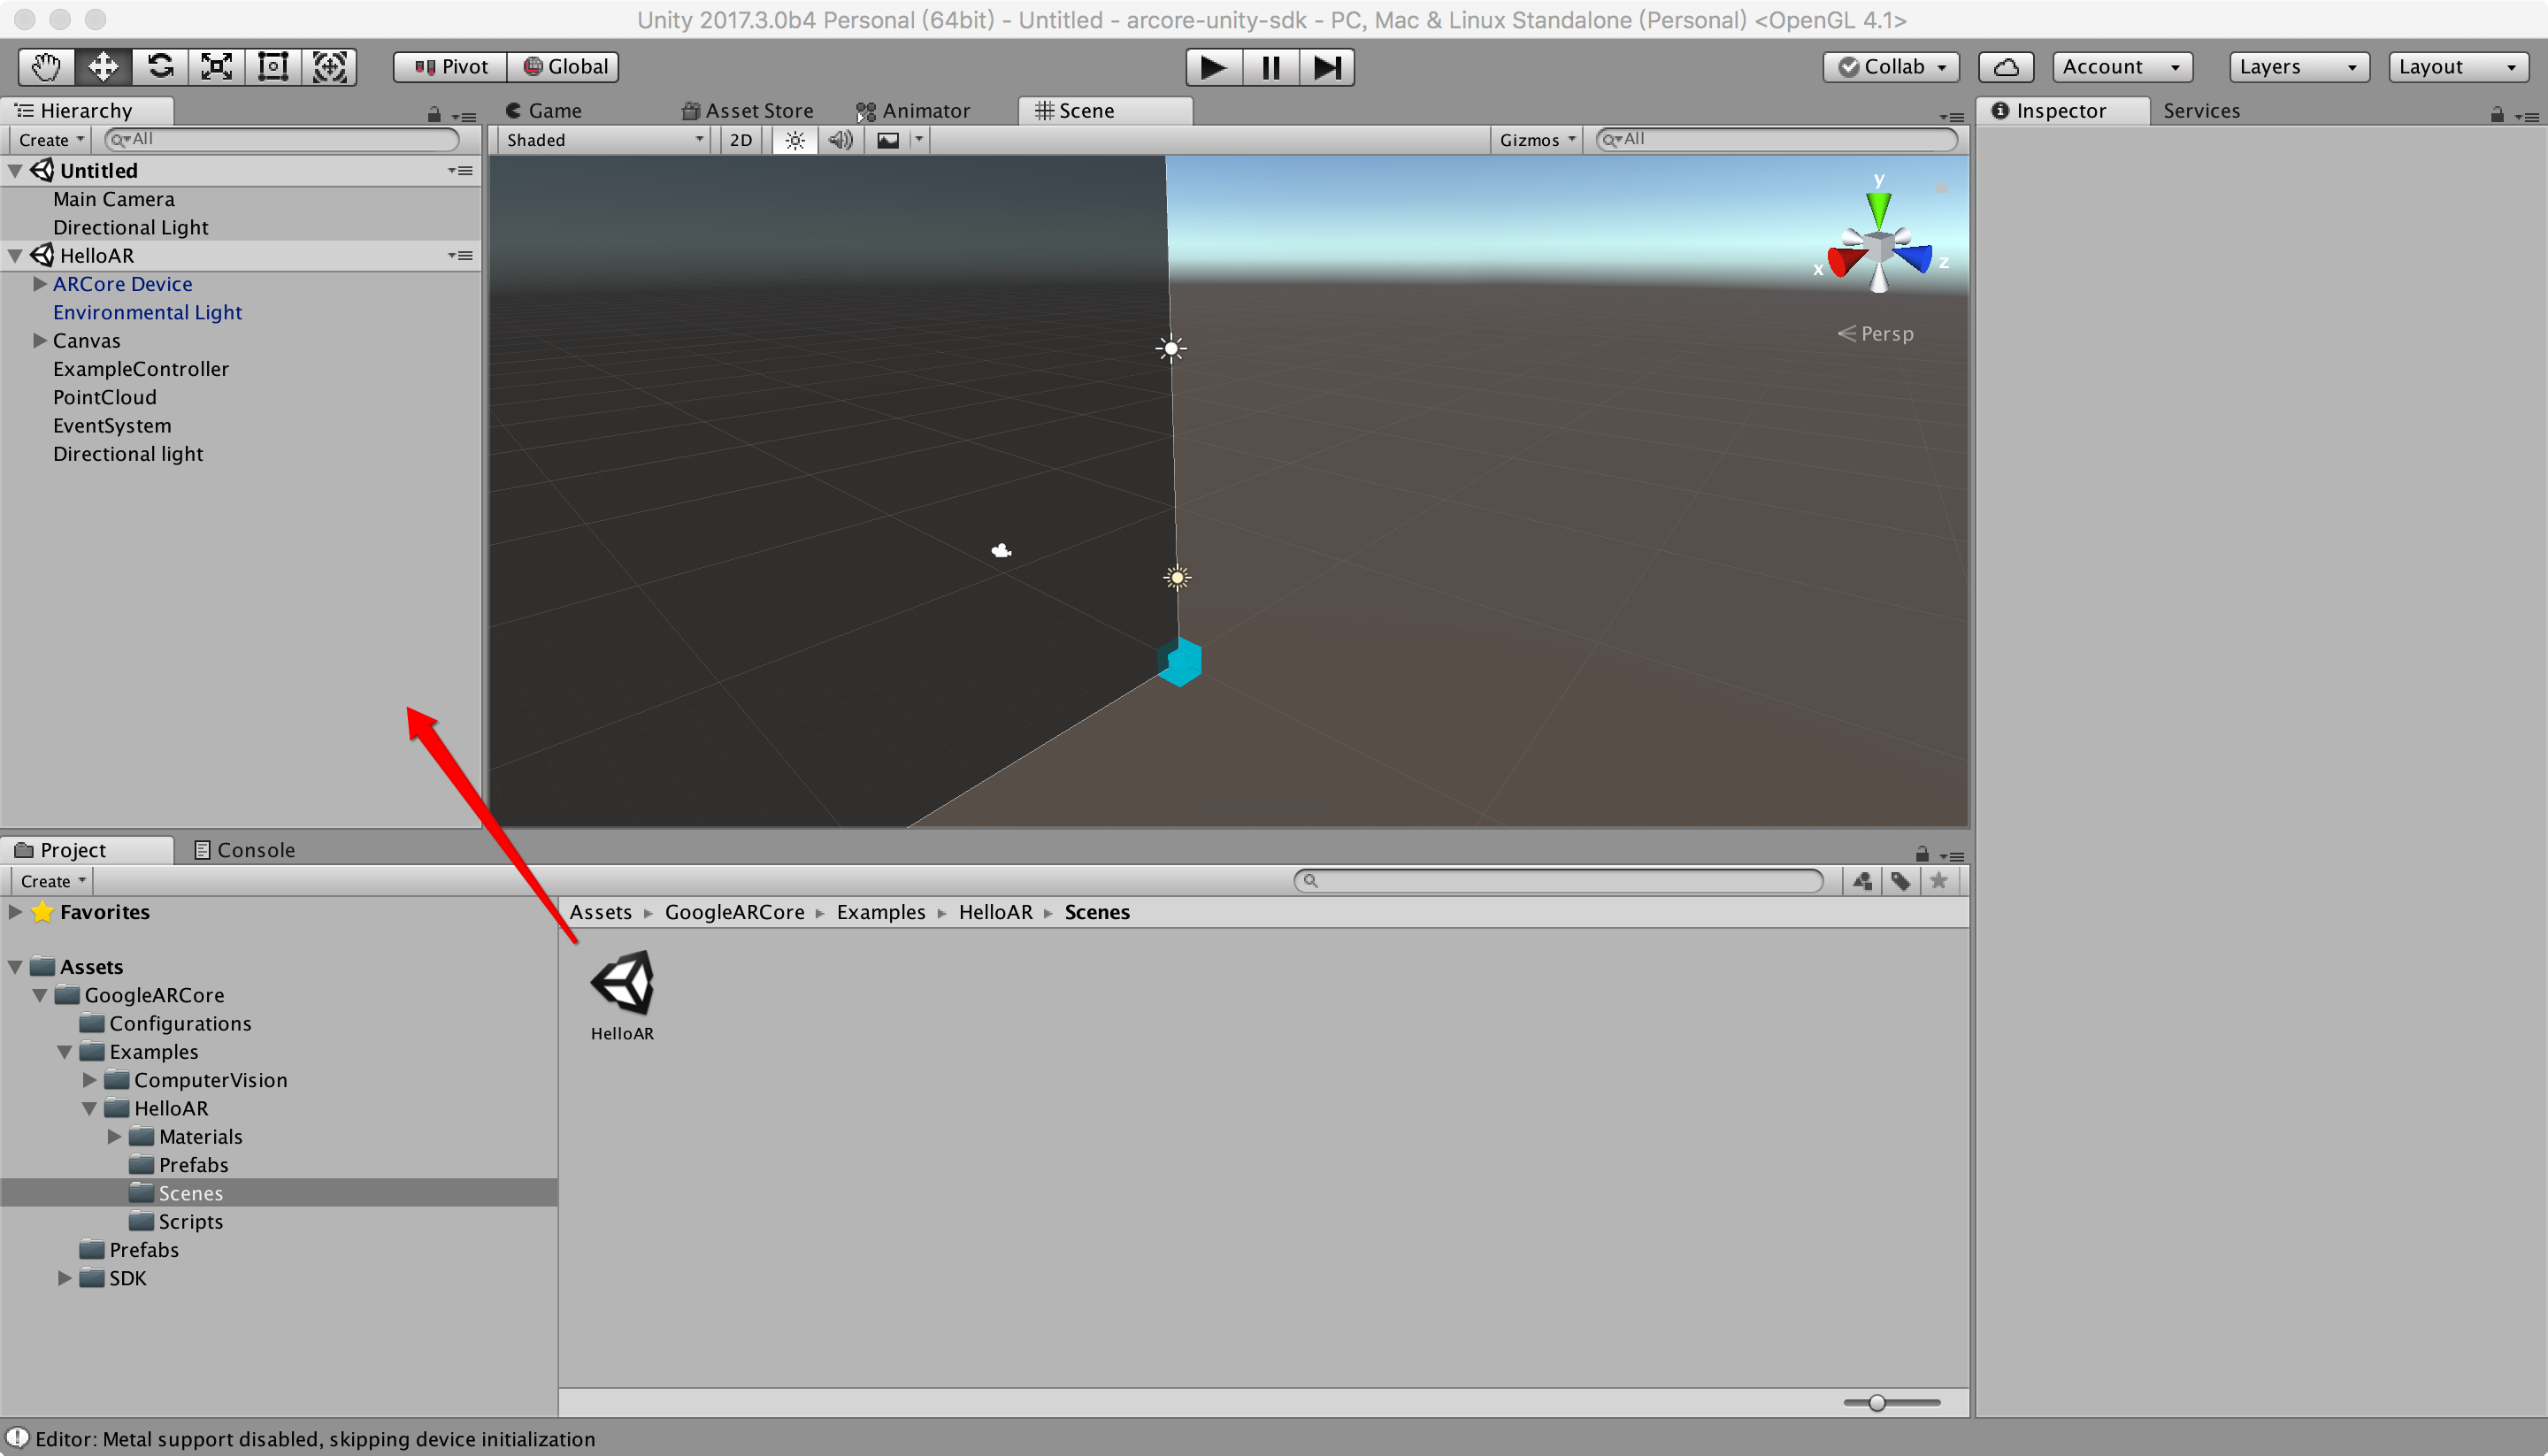 Unity 2017.3.0b4 Personal (64bit) - Untitled - arcore-unity-sdk - PC, Mac & Linux Standalone (Personal) <OpenGL 4.1>
Pivot Global Collab Account Layers Layout
Hierarchy
Create All
Untitled
Main Camera
Directional Light
HelloAR
ARCore Device
Environmental Light
Canvas
ExampleController
PointCloud
EventSystem
Directional light
Game Asset Store Animator Scene
Shaded 2D Gizmos All
y
x z
Persp
Inspector Services
Project Console
Create
Favorites
Assets
GoogleARCore
Configurations
Examples
ComputerVision
HelloAR
Materials
Prefabs
Scenes
Scripts
Prefabs
SDK
Assets GoogleARCore Examples HelloAR Scenes
HelloAR
Editor: Metal support disabled, skipping device initialization